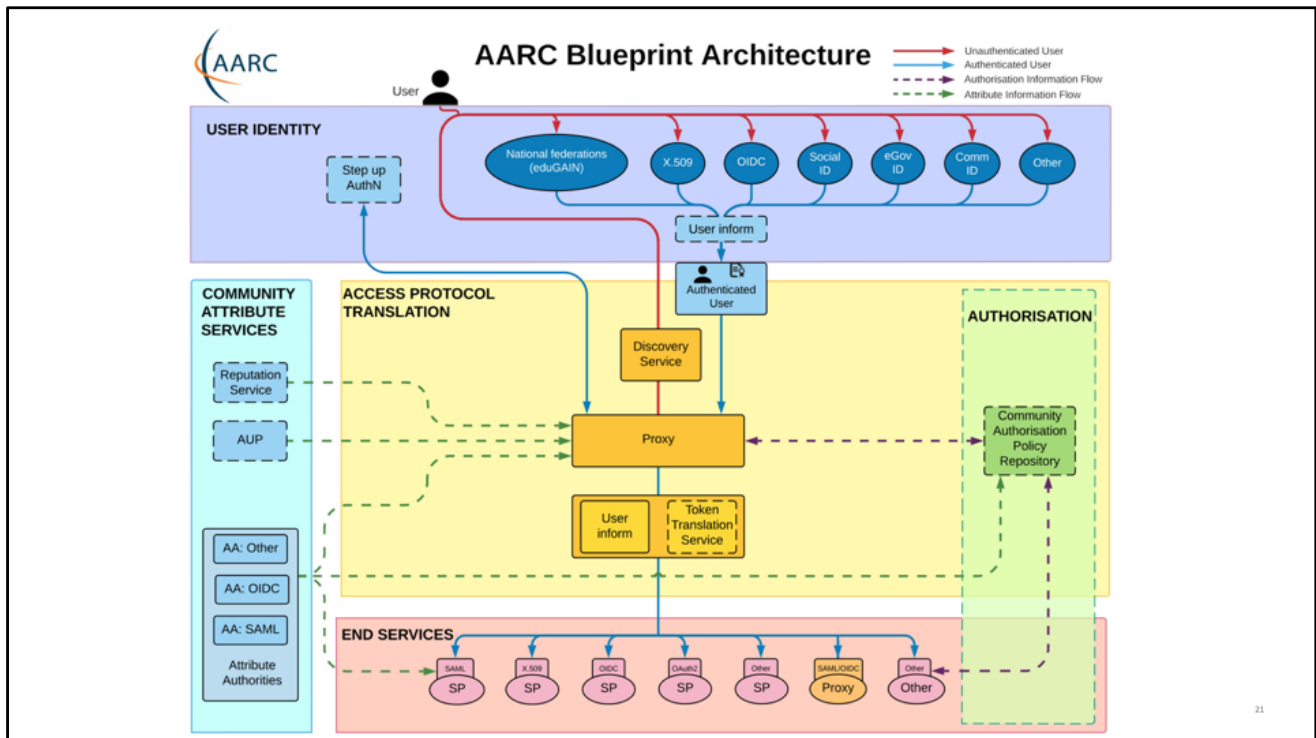 AARC
AARC Blueprint Architecture
Unauthenticated User
Authenticated User
Authorisation Information Flow
Attribute Information Flow
User
USER IDENTITY
National federations
(eduGAIN)
X.509
OIDC
Social
ID
eGov
ID
Comm
ID
Other
Step up
AuthN
User inform
Authenticated
User
COMMUNITY
ATTRIBUTE
SERVICES
ACCESS PROTOCOL
TRANSLATION
AUTHORISATION
Discovery
Service
Reputation
Service
AUP
Proxy
Community
Authorisation
Policy
Repository
User
inform
Token
Translation
Service
AA: Other
AA: OIDC
AA: SAML
Attribute
Authorities
END SERVICES
SAML
SP
X.509
SP
OIDC
SP
OAuth2
SP
Other
SP
SAML/OIDC
Proxy
Other
Other
21